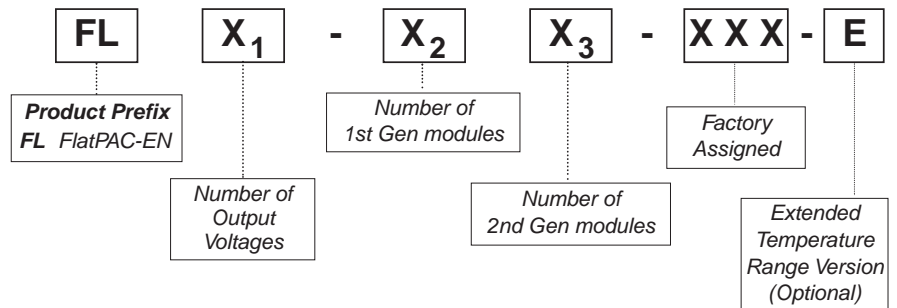 FL X1 - X2 X3 - X X X - E
Product Prefix
FL FlatPAC-EN
Number of
Output
Voltages
Number of
1st Gen modules
Number of
2nd Gen modules
Factory
Assigned
Extended
Temperature
Range Version
(Optional)